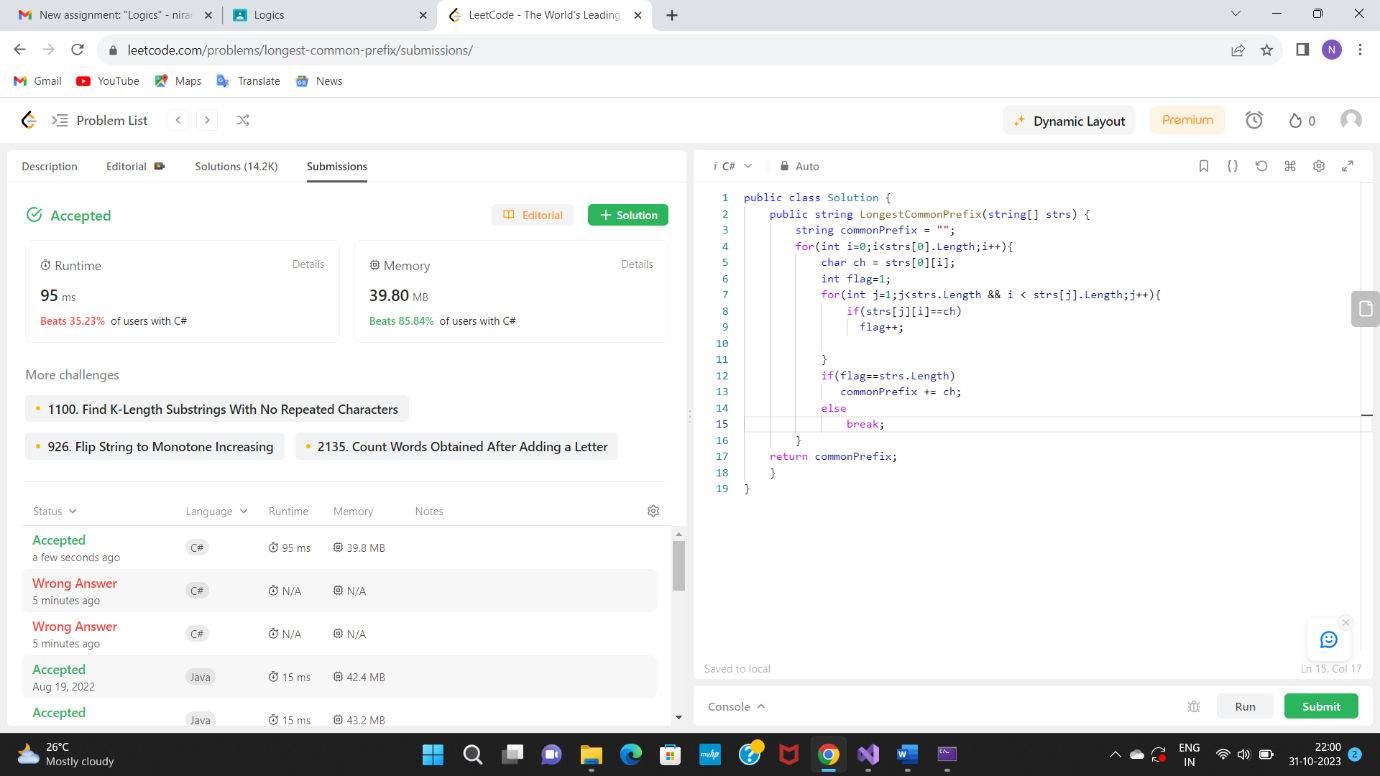 New assignment: "Logics" - nira
Logics
LeetCode - The World's Leading
leetcode.com/problems/longest-common-prefix/submissions/
N
Gmail
YouTube
Maps
Translate
News
Problem List
Dynamic Layout
Premium
0
Description
Editorial
Solutions (14.2K)
Submissions
Accepted
Editorial
+ Solution
Runtime
Details
95 ms
Beats 35.23% of users with C#
Memory
Details
39.80 MB
Beats 85.84% of users with C#
More challenges
1100. Find K-Length Substrings With No Repeated Characters
926. Flip String to Monotone Increasing
2135. Count Words Obtained After Adding a Letter
Status Language Runtime Memory Notes
Accepted
a few seconds ago
C# 95 ms 39.8 MB
Wrong Answer
5 minutes ago
C# N/A N/A
Wrong Answer
5 minutes ago
C# N/A N/A
Accepted
Aug 19, 2022
Java 15 ms 42.4 MB
Accepted
Java 15 ms 43.2 MB
i C#
Auto
{}
1 public class Solution {
2 public string LongestCommonPrefix(string[] strs) {
3 string commonPrefix = "";
4 for(int i=0;i<strs[0].Length;i++){
5 char ch = strs[0][i];
6 int flag=1;
7 for(int j=1;j<strs.Length && i < strs[j].Length;j++){
8 if(strs[j][i]==ch)
9 flag++;
10
11 }
12 if(flag==strs.Length)
13 commonPrefix += ch;
14 else
15 break;
16 }
17 return commonPrefix;
18 }
19 }
Saved to local
Ln 15, Col 17
Console
Run
Submit
26°C
Mostly cloudy
myhp
W
ENG
IN
22:00
31-10-2023
2